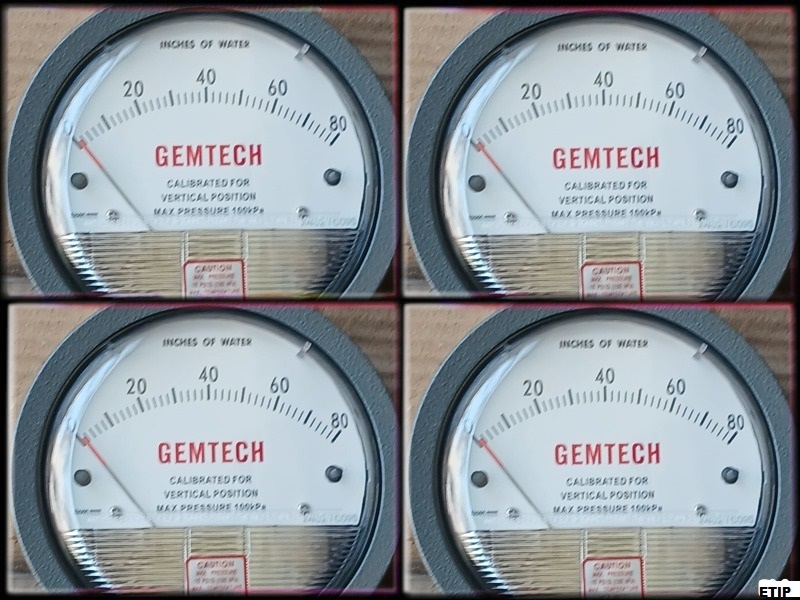 INCHES OF WATER
20 40 60 80
GEMTECH
CALIBRATED FOR
VERTICAL POSITION
MAX PRESSURE 100kPa
CAUTION
INCHES OF WATER
20 40 60 80
GEMTECH
CALIBRATED FOR
VERTICAL POSITION
MAX PRESSURE 100kPa
CAUTION
INCHES OF WATER
20 40 60 80
GEMTECH
CALIBRATED FOR
VERTICAL POSITION
MAX PRESSURE 100kPa
CAUTION
INCHES OF WATER
20 40 60 80
GEMTECH
CALIBRATED FOR
VERTICAL POSITION
MAX PRESSURE 100kPa
CAUTION
ETIP